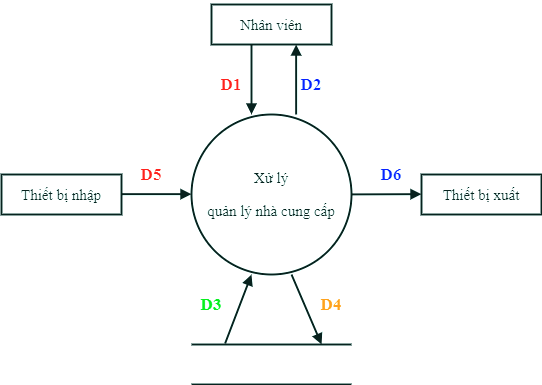 Nhân viên
D1
D2
Xử lý
Thiết bị nhập
D5
quản lý nhà cung cấp
D6
Thiết bị xuất
D3
D4